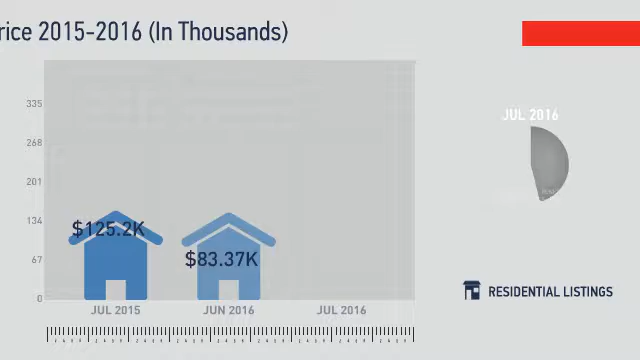 rice 2015-2016 (In Thousands)
335
268
201
134
67
0
$125.2K
$83.37K
JUL 2015
JUN 2016
JUL 2016
JUL 2016
RESIDENTIAL LISTINGS